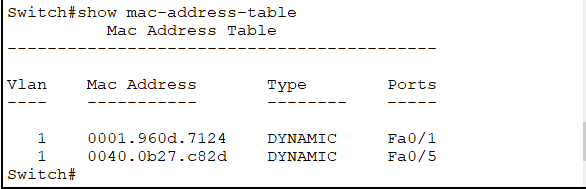 Switch#show mac-address-table
          Mac Address Table
-------------------------------------------
Vlan    Mac Address       Type        Ports
----    -----------       --------    -----
   1    0001.960d.7124    DYNAMIC     Fa0/1
   1    0040.0b27.c82d    DYNAMIC     Fa0/5
Switch#